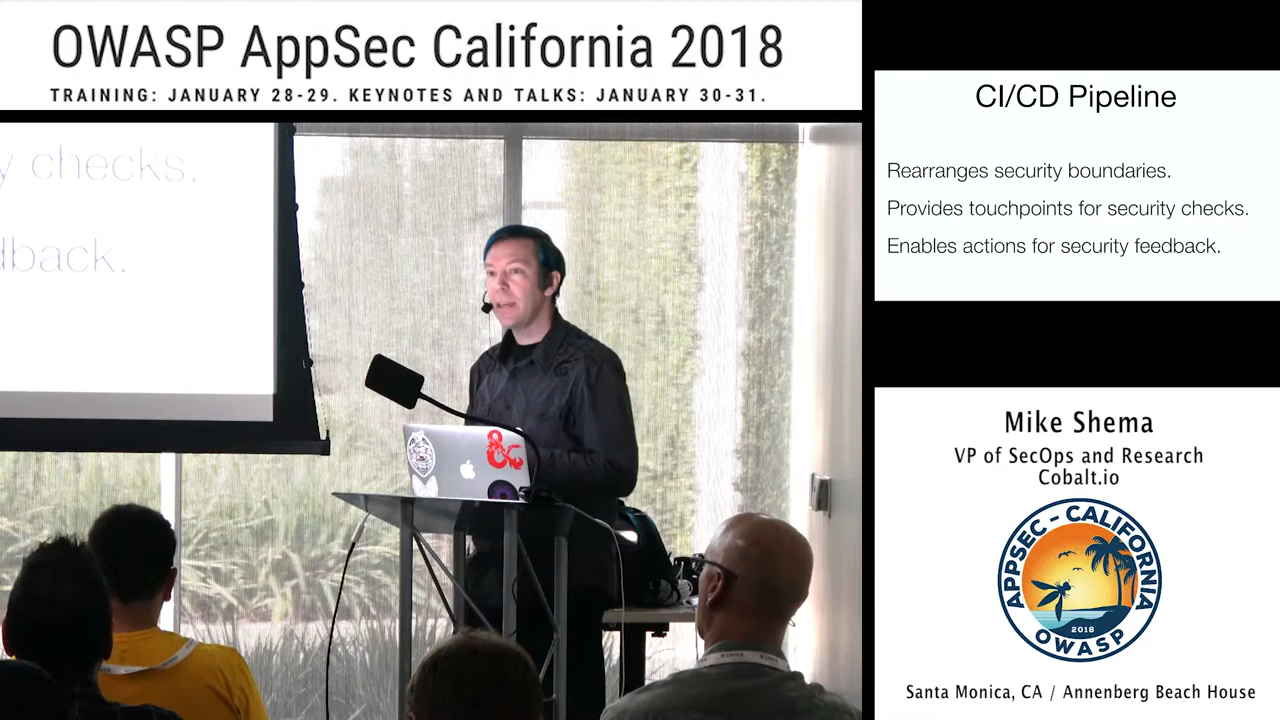 OWASP AppSec California 2018
TRAINING: JANUARY 28-29. KEYNOTES AND TALKS: JANUARY 30-31.
y checks.
dback.
CI/CD Pipeline
Rearranges security boundaries.
Provides touchpoints for security checks.
Enables actions for security feedback.
Mike Shema
VP of SecOps and Research
Cobalt.io
APPSEC - CALIFORNIA
2018
OWASP
Santa Monica, CA / Annenberg Beach House